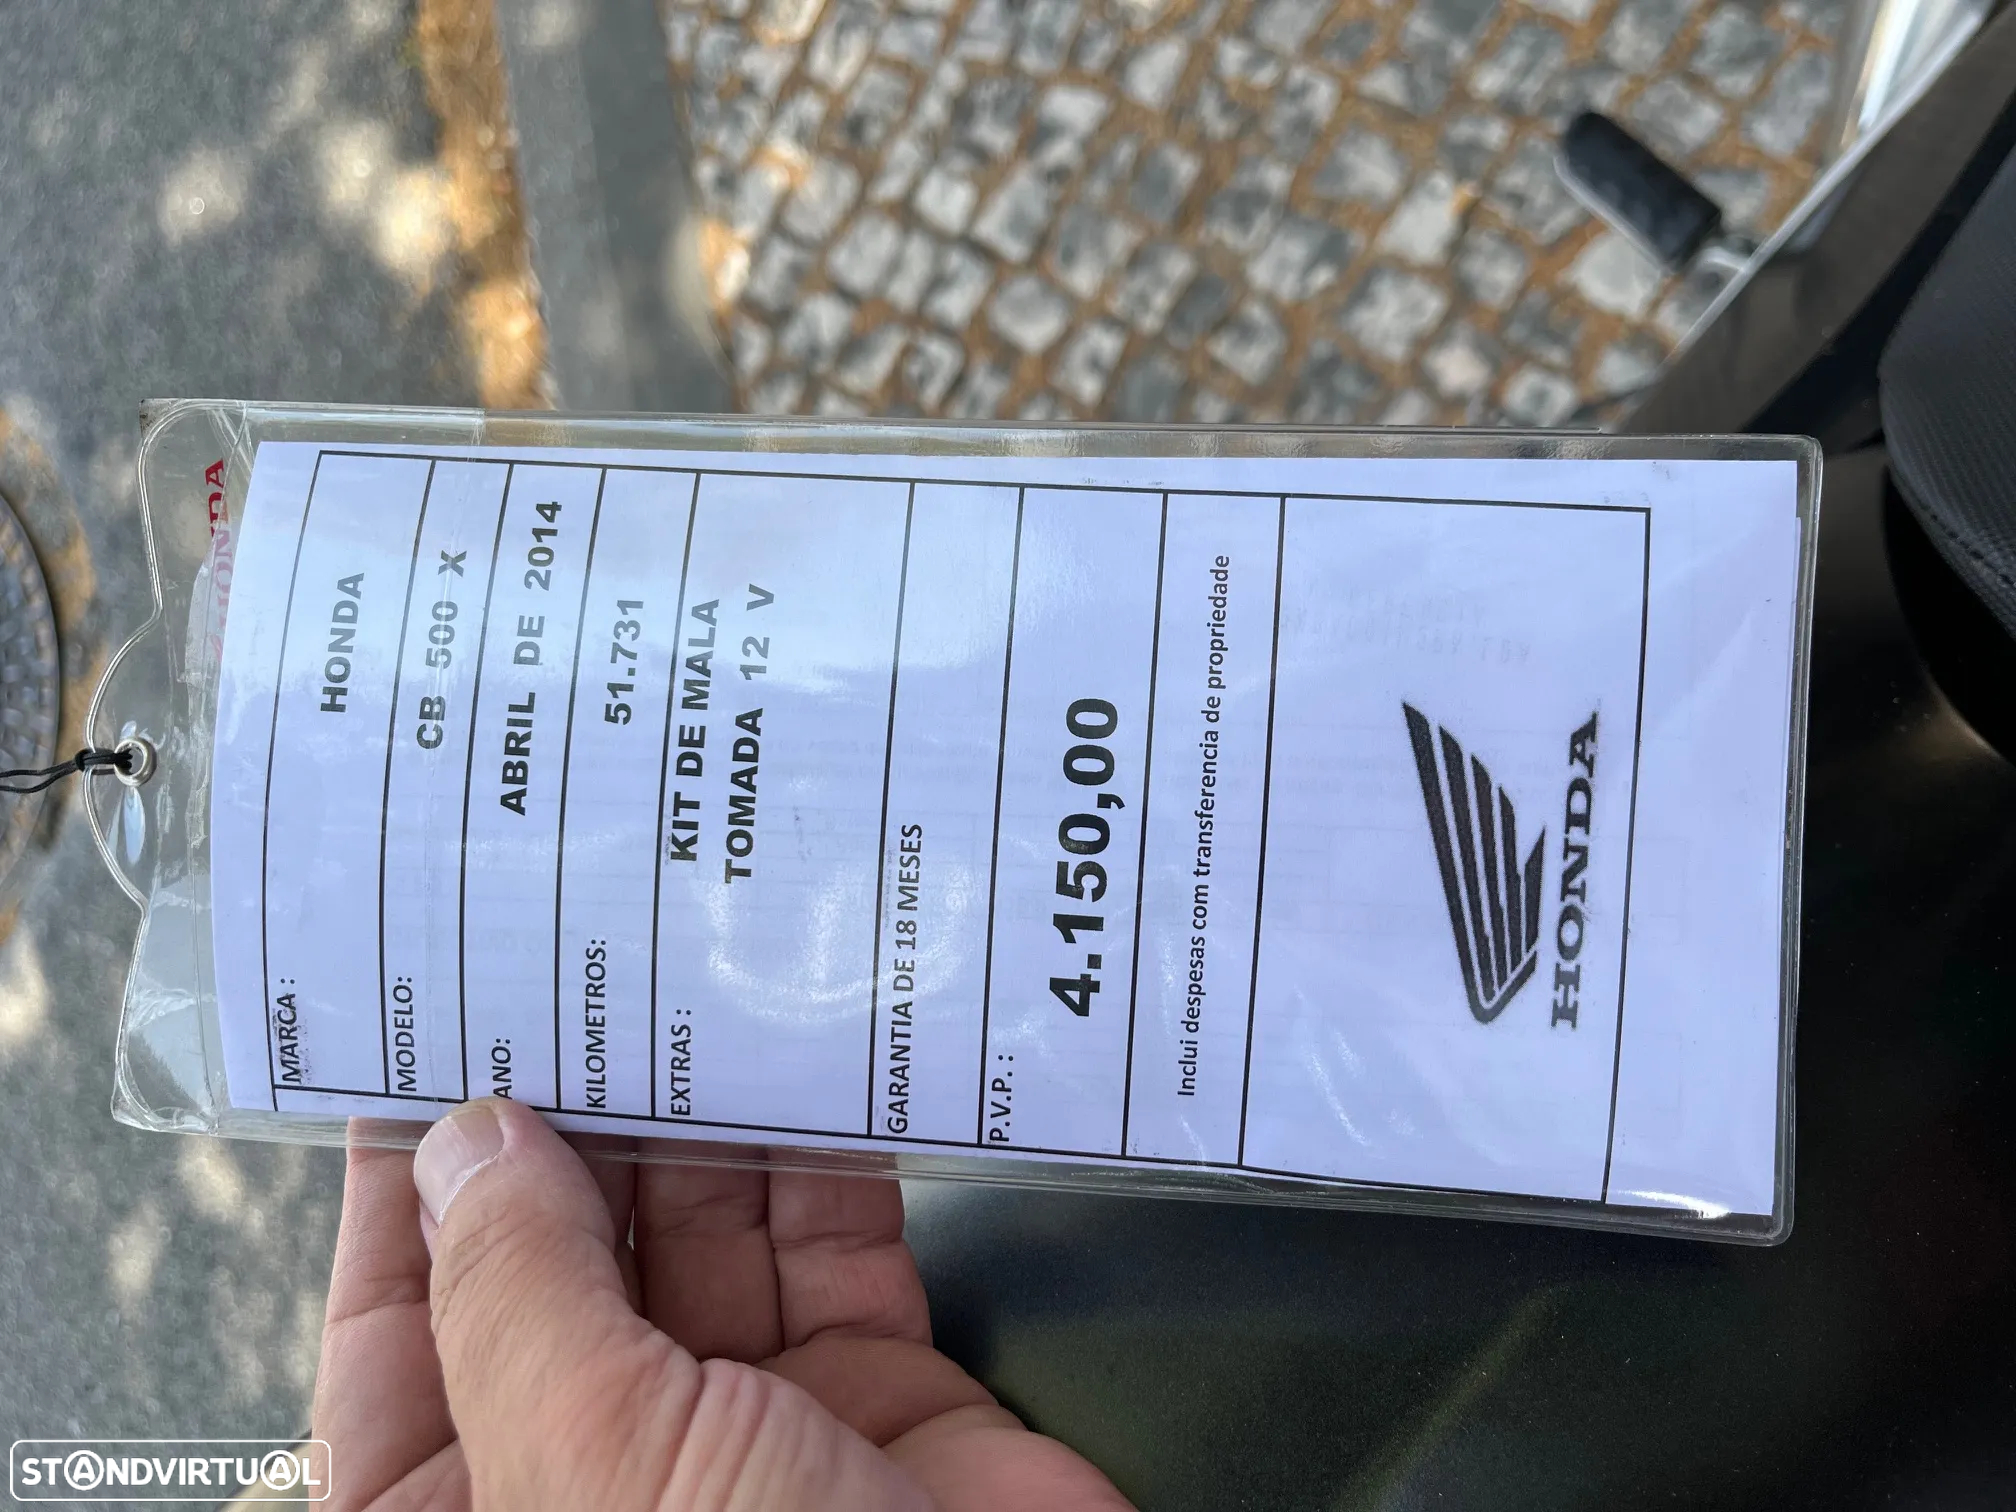 HONDA
MARCA : HONDA
MODELO: CB 500 X
ANO: ABRIL DE 2014
KILOMETROS: 51.731
EXTRAS : KIT DE MALA
TOMADA 12 V
GARANTIA DE 18 MESES
P.V.P. : 4.150,00
Inclui despesas com transferencia de propriedade
HONDA
STANDVIRTUAL